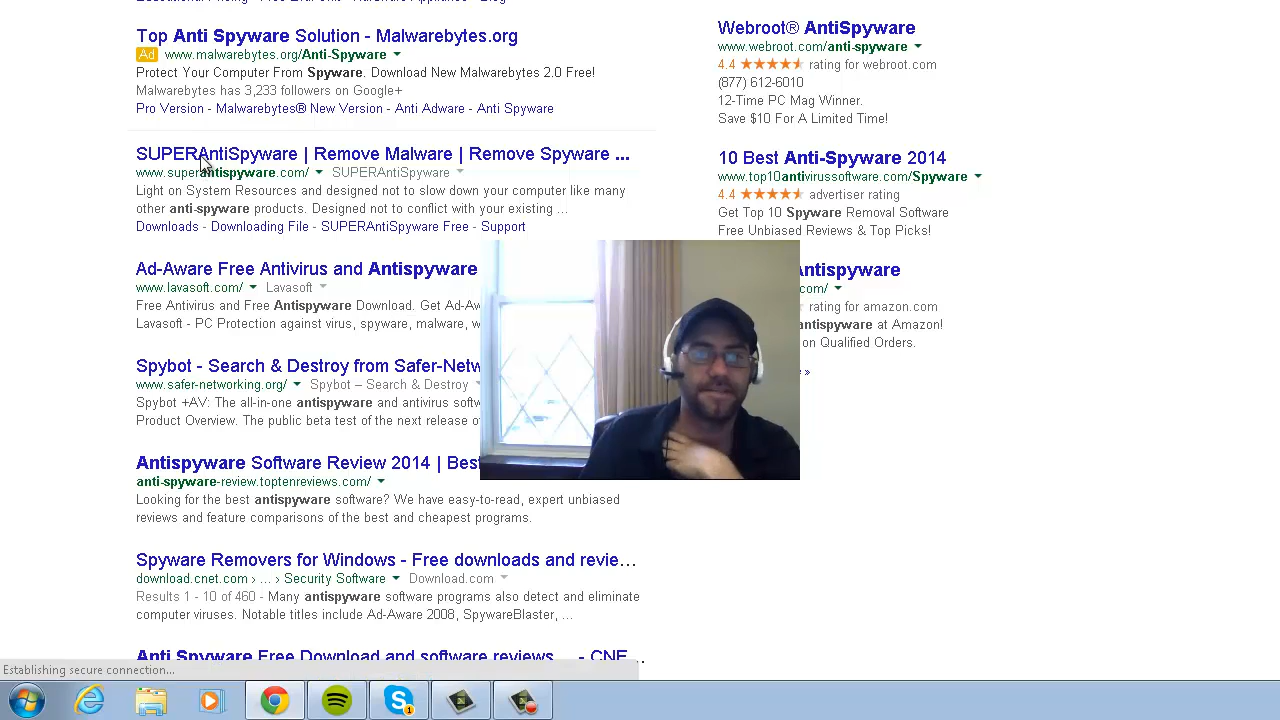 Top Anti Spyware Solution - Malwarebytes.org
Ad www.malwarebytes.org/Anti-Spyware
Protect Your Computer From Spyware. Download New Malwarebytes 2.0 Free!
Malwarebytes has 3,233 followers on Google+
Pro Version - Malwarebytes® New Version - Anti Adware - Anti Spyware
SUPERAntiSpyware | Remove Malware | Remove Spyware ...
www.superantispyware.com/ SUPERAntiSpyware
Light on System Resources and designed not to slow down your computer like many
other anti-spyware products. Designed not to conflict with your existing ...
Downloads - Downloading File - SUPERAntiSpyware Free - Support
Ad-Aware Free Antivirus and Antispyware
www.lavasoft.com/ Lavasoft
Free Antivirus and Free Antispyware Download. Get Ad-
Lavasoft - PC Protection against virus, spyware, malware,
Spybot - Search & Destroy from Safer-Netw
www.safer-networking.org/ Spybot – Search & Destroy
Spybot +AV: The all-in-one antispyware and antivirus
Product Overview. The public beta test of the next release
Antispyware Software Review 2014 | Best
anti-spyware-review.toptenreviews.com/
Looking for the best antispyware software? We have easy-to-read, expert unbiased
reviews and feature comparisons of the best and cheapest programs.
Spyware Removers for Windows - Free downloads and revie...
download.cnet.com › ... › Security Software Download.com
Results 1 - 10 of 460 - Many antispyware software programs also detect and eliminate
computer viruses. Notable titles include Ad-Aware 2008, SpywareBlaster, ...
Anti Spyware Free Download and software reviews - CNE...
Webroot® AntiSpyware
www.webroot.com/anti-spyware
4.4 rating for webroot.com
(877) 612-6010
12-Time PC Mag Winner.
Save $10 For A Limited Time!
10 Best Anti-Spyware 2014
www.top10antivirussoftware.com/Spyware
4.4 advertiser rating
Get Top 10 Spyware Removal Software
Free Unbiased Reviews & Top Picks!
Antispyware
.com/
rating for amazon.com
antispyware at Amazon!
on Qualified Orders.
»
Establishing secure connection...
1